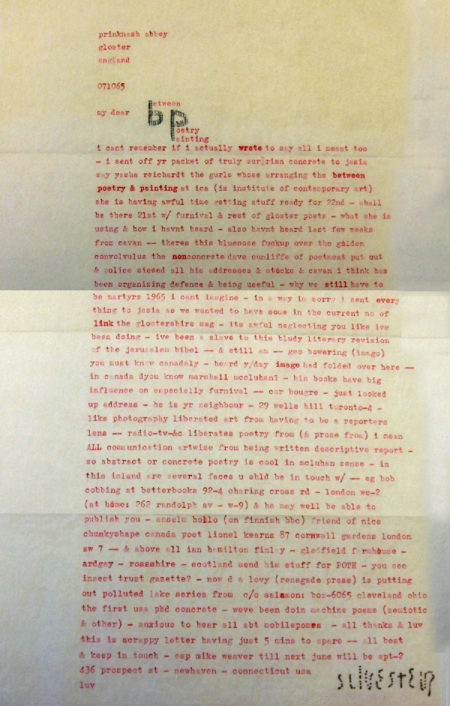 prinknash abbey
gloster
england
071065
my dear
between
bp
poetry
painting
i cant remember if i actually wrote to say all i meant too
- i sent off yr packet of truly surgrian concrete to jesia
say yasha reichardt the gurls whose arranging the between
poetry & painting at ica (is institute of contemporary art)
she is having awful time getting stuff ready for 22nd - shall
be there 21st w/ furnival & rest of gloster poets - what she is
using & how i havnt heard - also havnt heard last few weeks
from cavan -- theres this bluenose fuckup over the golden
convolvulus the nonconcrete dave cunliffe of poetmeat put out
& police siezed all his addresses & stocks & cavan i think has
been organizing defence & being useful - why we still have to
be martyrs 1965 i cant imagine - in a way im sorry i sent every
thing to jesia as we wanted to have some in the current no of
link the glostershire mag - its awful neglecting you like ive
been doing - ive been a slave to this bludy literary revision
of the jerusalem bibel -- & still am -- geo bowering (imago)
you must know canadaly - heard y/day image had folded over here --
in canada dyou know marshall mccluhan? - his books have big
influence on especially furnival -- cur bougre - just looked
up address - he is yr neighbour - 29 wells hill toronto-4 -
like photography liberated art from having to be a reporters
lens -- radio-tv-&c liberates poetry from (& prose from) i mean
ALL communication artwise from being written descriptive report -
so abstract or concrete poetry is cool in mcluhan sense - in
this island are several faces u shld be in touch w/ -- eg bob
cobbing at betterbooks 92-4 charing cross rd - london wc-2
(at home: 262 randolph av - w-9) & he may well be able to
publish you - anselm hollo (on finnish bbc) friend of nice
chunkyshape canada poet lionel kearns 87 cornwall gardens london
sw 7 -- & above all ian hamilton finlay - gledfield farmhouse -
ardgay - rossshire - scotland send him stuff for POTH - you see
insect trust gazette? - now d a levy (renegade press) is putting
out polluted lake series from c/o salamon: box-6065 cleveland ohio
the first usa phd concrete - weve been doin machine poems (semiotic
& other) - anxious to hear all abt mobilepoems - all thanks & luv
this is scrappy letter having just 5 mins to spare -- all best
& keep in touch - esp mike weaver till next june will be apt-2
436 prospect st - newhaven - connecticut usa
luv
SYLVESTER